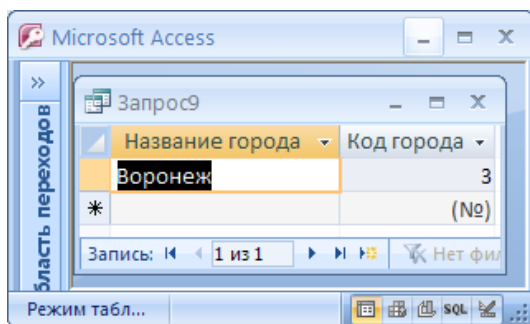 Microsoft Access
»
бласть переходов
Запрос9
Название города
Код города
Воронеж
3
(№)
Запись:
1 из 1
Нет фил
Режим табл...
SQL